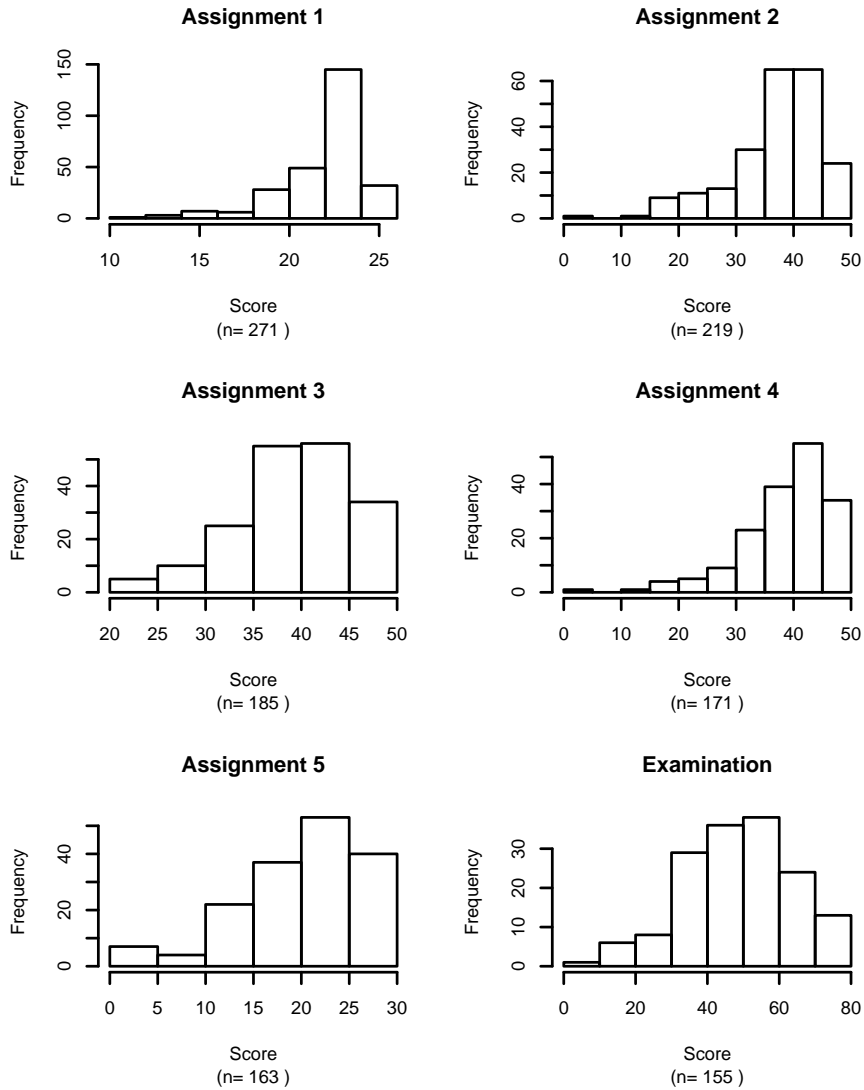 Assignment 1
Frequency
0
50
100
150
10
15
20
25
Score
(n= 271 )
Assignment 2
Frequency
0
20
40
60
0
10
20
30
40
50
Score
(n= 219 )
Assignment 3
Frequency
0
20
40
20
25
30
35
40
45
50
Score
(n= 185 )
Assignment 4
Frequency
0
20
40
0
10
20
30
40
50
Score
(n= 171 )
Assignment 5
Frequency
0
20
40
0
5
10
15
20
25
30
Score
(n= 163 )
Examination
Frequency
0
10
20
30
0
20
40
60
80
Score
(n= 155 )